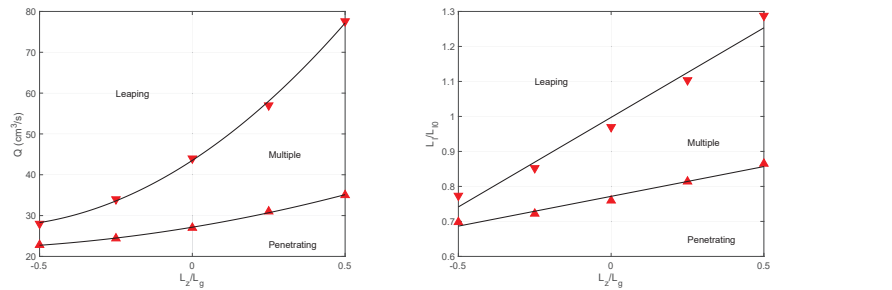 80
70
60
50
40
30
20
Q (cm³/s)
Leaping
Multiple
Penetrating
-0.5
0
0.5
L_z/L_g
1.3
1.2
1.1
1
0.9
0.8
0.7
0.6
L_f/L_f0
Leaping
Multiple
Penetrating
-0.5
0
0.5
L_z/L_g